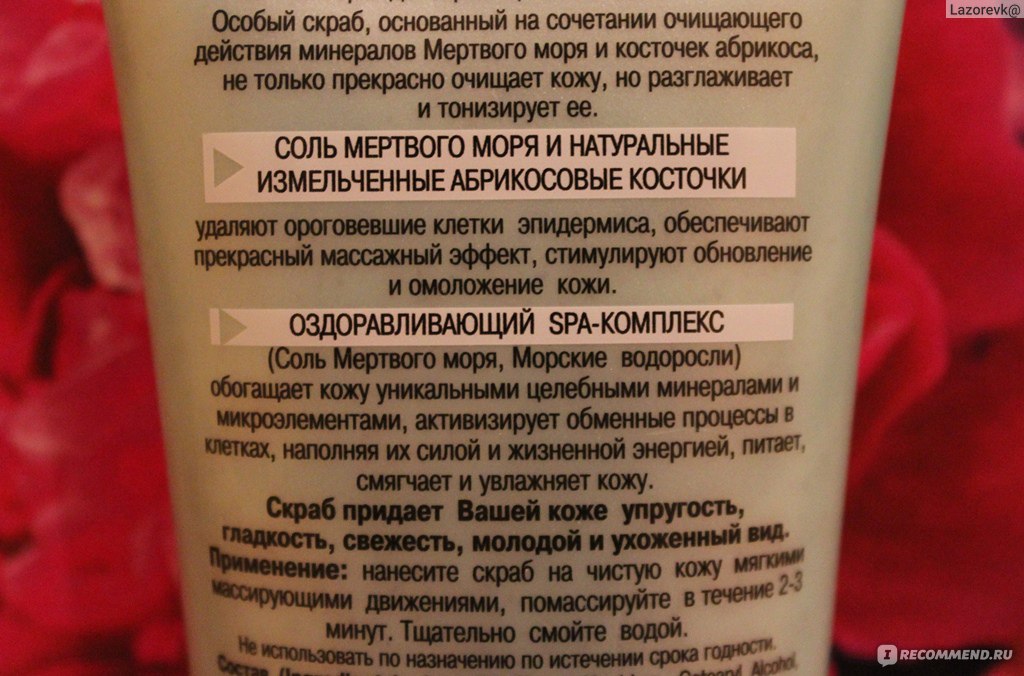 Lazorevk@
Особый скраб, основанный на сочетании очищающего
действия минералов Мертвого моря и косточек абрикоса,
не только прекрасно очищает кожу, но разглаживает
и тонизирует ее.
СОЛЬ МЕРТВОГО МОРЯ И НАТУРАЛЬНЫЕ
ИЗМЕЛЬЧЕННЫЕ АБРИКОСОВЫЕ КОСТОЧКИ
удаляют ороговевшие клетки эпидермиса, обеспечивают
прекрасный массажный эффект, стимулируют обновление
и омоложение кожи.
ОЗДОРАВЛИВАЮЩИЙ SPA-КОМПЛЕКС
(Соль Мертвого моря, Морские водоросли)
обогащает кожу уникальными целебными минералами и
микроэлементами, активизирует обменные процессы в
клетках, наполняя их силой и жизненной энергией, питает,
смягчает и увлажняет кожу.
Скраб придает Вашей коже упругость,
гладкость, свежесть, молодой и ухоженный вид.
Применение: нанесите скраб на чистую кожу мягкими
массирующими движениями, помассируйте в течение 2-3
минут. Тщательно смойте водой.
Не использовать по назначению по истечении срока годности.
Состав Alcohol,
IRECOMMEND.RU